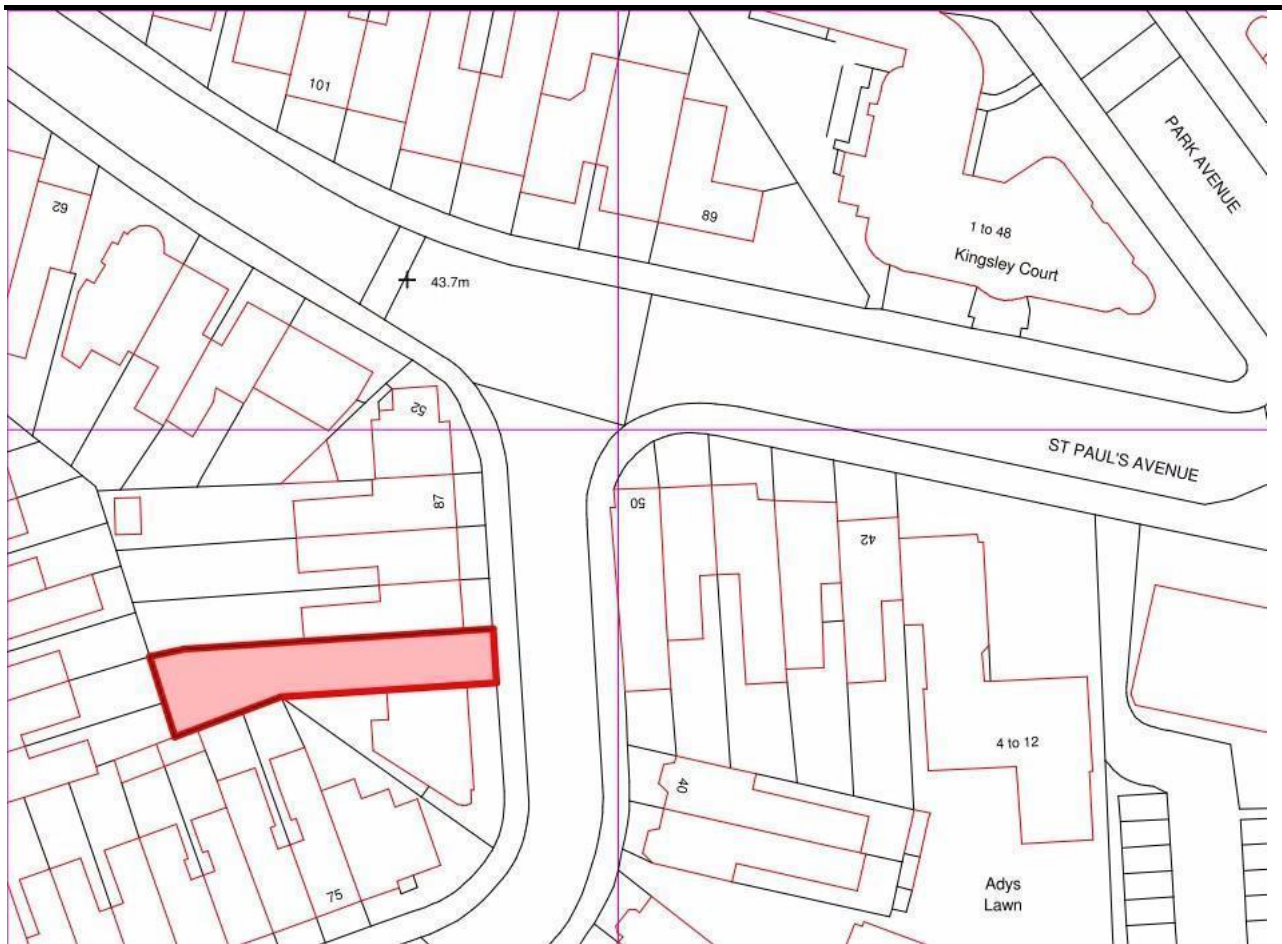 101
PARK AVENUE
62
89
1 to 48
Kingsley Court
43.7m
52
ST PAUL'S AVENUE
87
50
42
4 to 12
40
Adys
Lawn
75